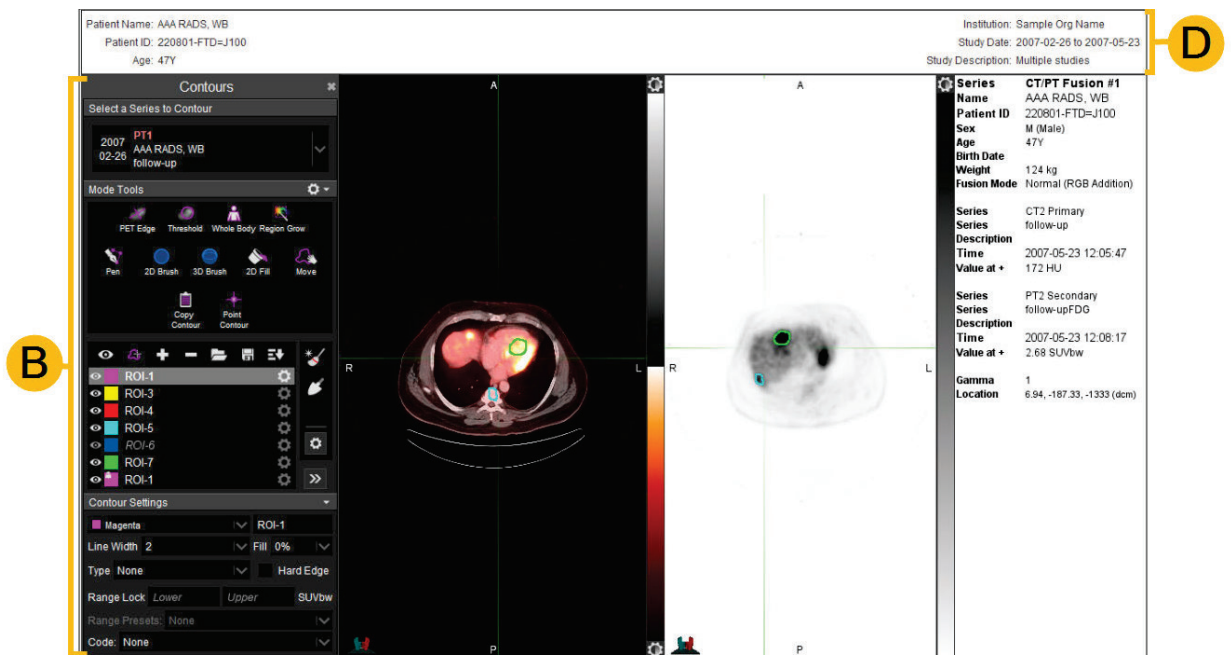 Patient Name: AAA RADS, WB
Patient ID: 220801-FTD=J100
Age: 47Y
Institution: Sample Org Name
Study Date: 2007-02-26 to 2007-05-23
Study Description: Multiple studies
D
B
Contours
Select a Series to Contour
2007
02-26
PT1
AAA RADS, WB
follow-up
Mode Tools
PET Edge Threshold Whole Body Region Grow
Pen 2D Brush 3D Brush 2D Fill Move
Copy Contour Point Contour
ROI-1
ROI-3
ROI-4
ROI-5
ROI-6
ROI-7
ROI-1
Contour Settings
Magenta ROI-1
Line Width 2 Fill 0%
Type None Hard Edge
Range Lock Lower Upper SUVbw
Range Presets: None
Code: None
A
R
L
P
A
R
L
P
Series CT/PT Fusion #1
Name AAA RADS, WB
Patient ID 220801-FTD=J100
Sex M (Male)
Age 47Y
Birth Date
Weight 124 kg
Fusion Mode Normal (RGB Addition)
Series CT2 Primary
Series follow-up
Description
Time 2007-05-23 12:05:47
Value at + 172 HU
Series PT2 Secondary
Series follow-upFDG
Description
Time 2007-05-23 12:08:17
Value at + 2.68 SUVbw
Gamma 1
Location 6.94, -187.33, -1333 (dcm)